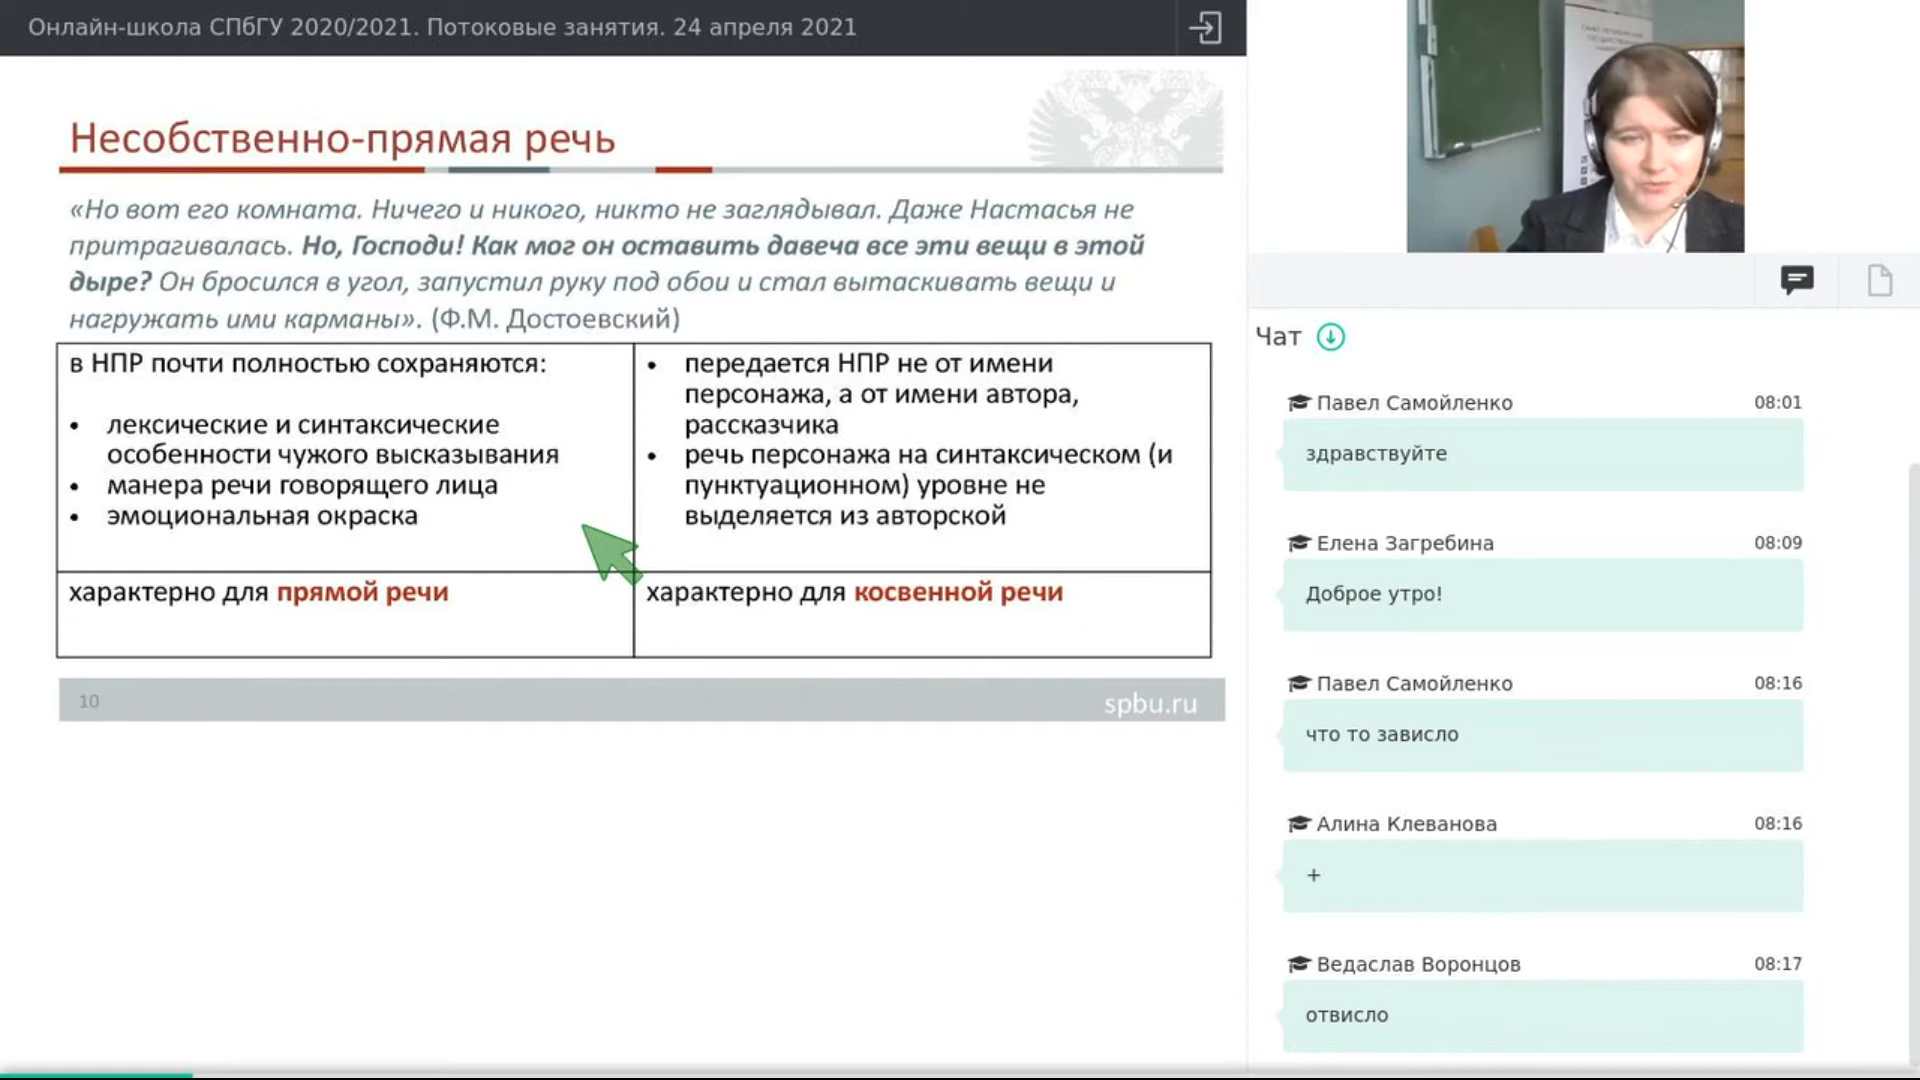 Онлайн-школа СПбГУ 2020/2021. Потоковые занятия. 24 апреля 2021
Несобственно-прямая речь
«Но вот его комната. Ничего и никого, никто не заглядывал. Даже Настасья не
притрагивалась. Но, Господи! Как мог он оставить давеча все эти вещи в этой
дыре? Он бросился в угол, запустил руку под обои и стал вытаскивать вещи и
нагружать ими карманы». (Ф.М. Достоевский)
в НПР почти полностью сохраняются:
• лексические и синтаксические
особенности чужого высказывания
• манера речи говорящего лица
• эмоциональная окраска
• передается НПР не от имени
персонажа, а от имени автора,
рассказчика
• речь персонажа на синтаксическом (и
пунктуационном) уровне не
выделяется из авторской
характерно для прямой речи
характерно для косвенной речи
10
spbu.ru
Чат
Павел Самойленко 08:01
здравствуйте
Елена Загребина 08:09
Доброе утро!
Павел Самойленко 08:16
что то зависло
Алина Клеванова 08:16
+
Ведаслав Воронцов 08:17
отвисло